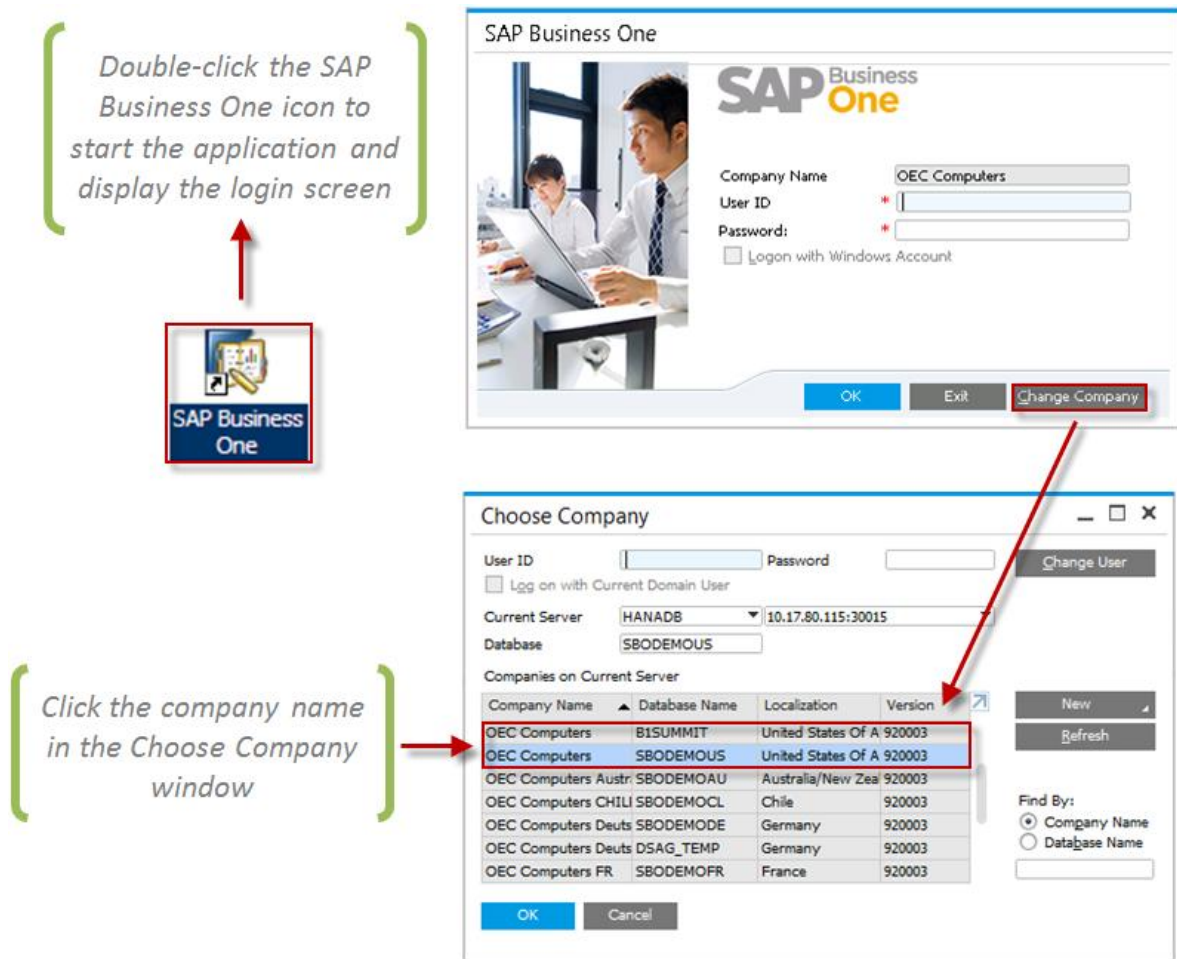 Double-click the SAP
Business One icon to
start the application and
display the login screen
SAP Business
One
SAP Business One
SAP Business One
Company Name OEC Computers
User ID *
Password: *
Logon with Windows Account
OK Exit Change Company
Click the company name
in the Choose Company
window
Choose Company
User ID Password Change User
Log on with Current Domain User
Current Server HANADB 10.17.80.115:30015
Database SBODEMOUS
Companies on Current Server
Company Name Database Name Localization Version New
OEC Computers B1SUMMIT United States Of A 920003
OEC Computers SBODEMOUS United States Of A 920003
Refresh
OEC Computers Austr SBODEMOAU Australia/New Zea 920003
OEC Computers CHILI SBODEMOCL Chile 920003
OEC Computers Deuts SBODEMODE Germany 920003
OEC Computers Deuts DSAG_TEMP Germany 920003
OEC Computers FR SBODEMOFR France 920003
Find By:
Company Name
Database Name
OK Cancel